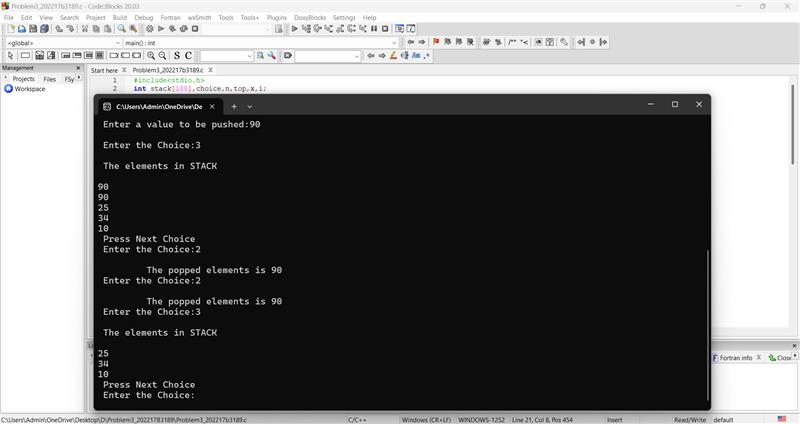 Problem3_202217b3189.c - Code::Blocks 20.03
File Edit View Search Project Build Debug Fortran wxSmith Tools Tools+ Plugins DoxyBlocks Settings Help
<global> main() : int
S C
Management
Projects Files FSy
Workspace
Start here X Problem3_202217b3189.c X
1 #include<stdio.h>
2 int stack[100],choice,n,top,x,i;
C:\Users\Admin\OneDrive\De
Enter a value to be pushed:90
Enter the Choice:3
The elements in STACK
90
90
25
34
10
Press Next Choice
Enter the Choice:2
The popped elements is 90
Enter the Choice:2
The popped elements is 90
Enter the Choice:3
The elements in STACK
25
34
10
Press Next Choice
Enter the Choice:
Fortran info X Close
C:\Users\Admin\OneDrive\Desktop\D\Problem3_202217B3189\Problem3_202217b3189.c C/C++ Windows (CR+LF) WINDOWS-1252 Line 21, Col 8, Pos 454 Insert Read/Write default